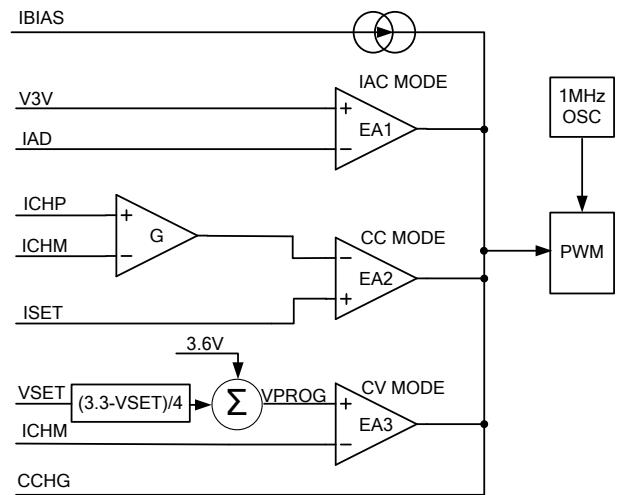 IBIAS
IAC MODE
V3V
+
EA1
IAD
−
1MHz
OSC
ICHP
+
G
ICHM
−
CC MODE
−
EA2
+
PWM
ISET
3.6V
VSET
(3.3-VSET)/4
Σ
VPROG
CV MODE
+
EA3
ICHM
−
CCHG